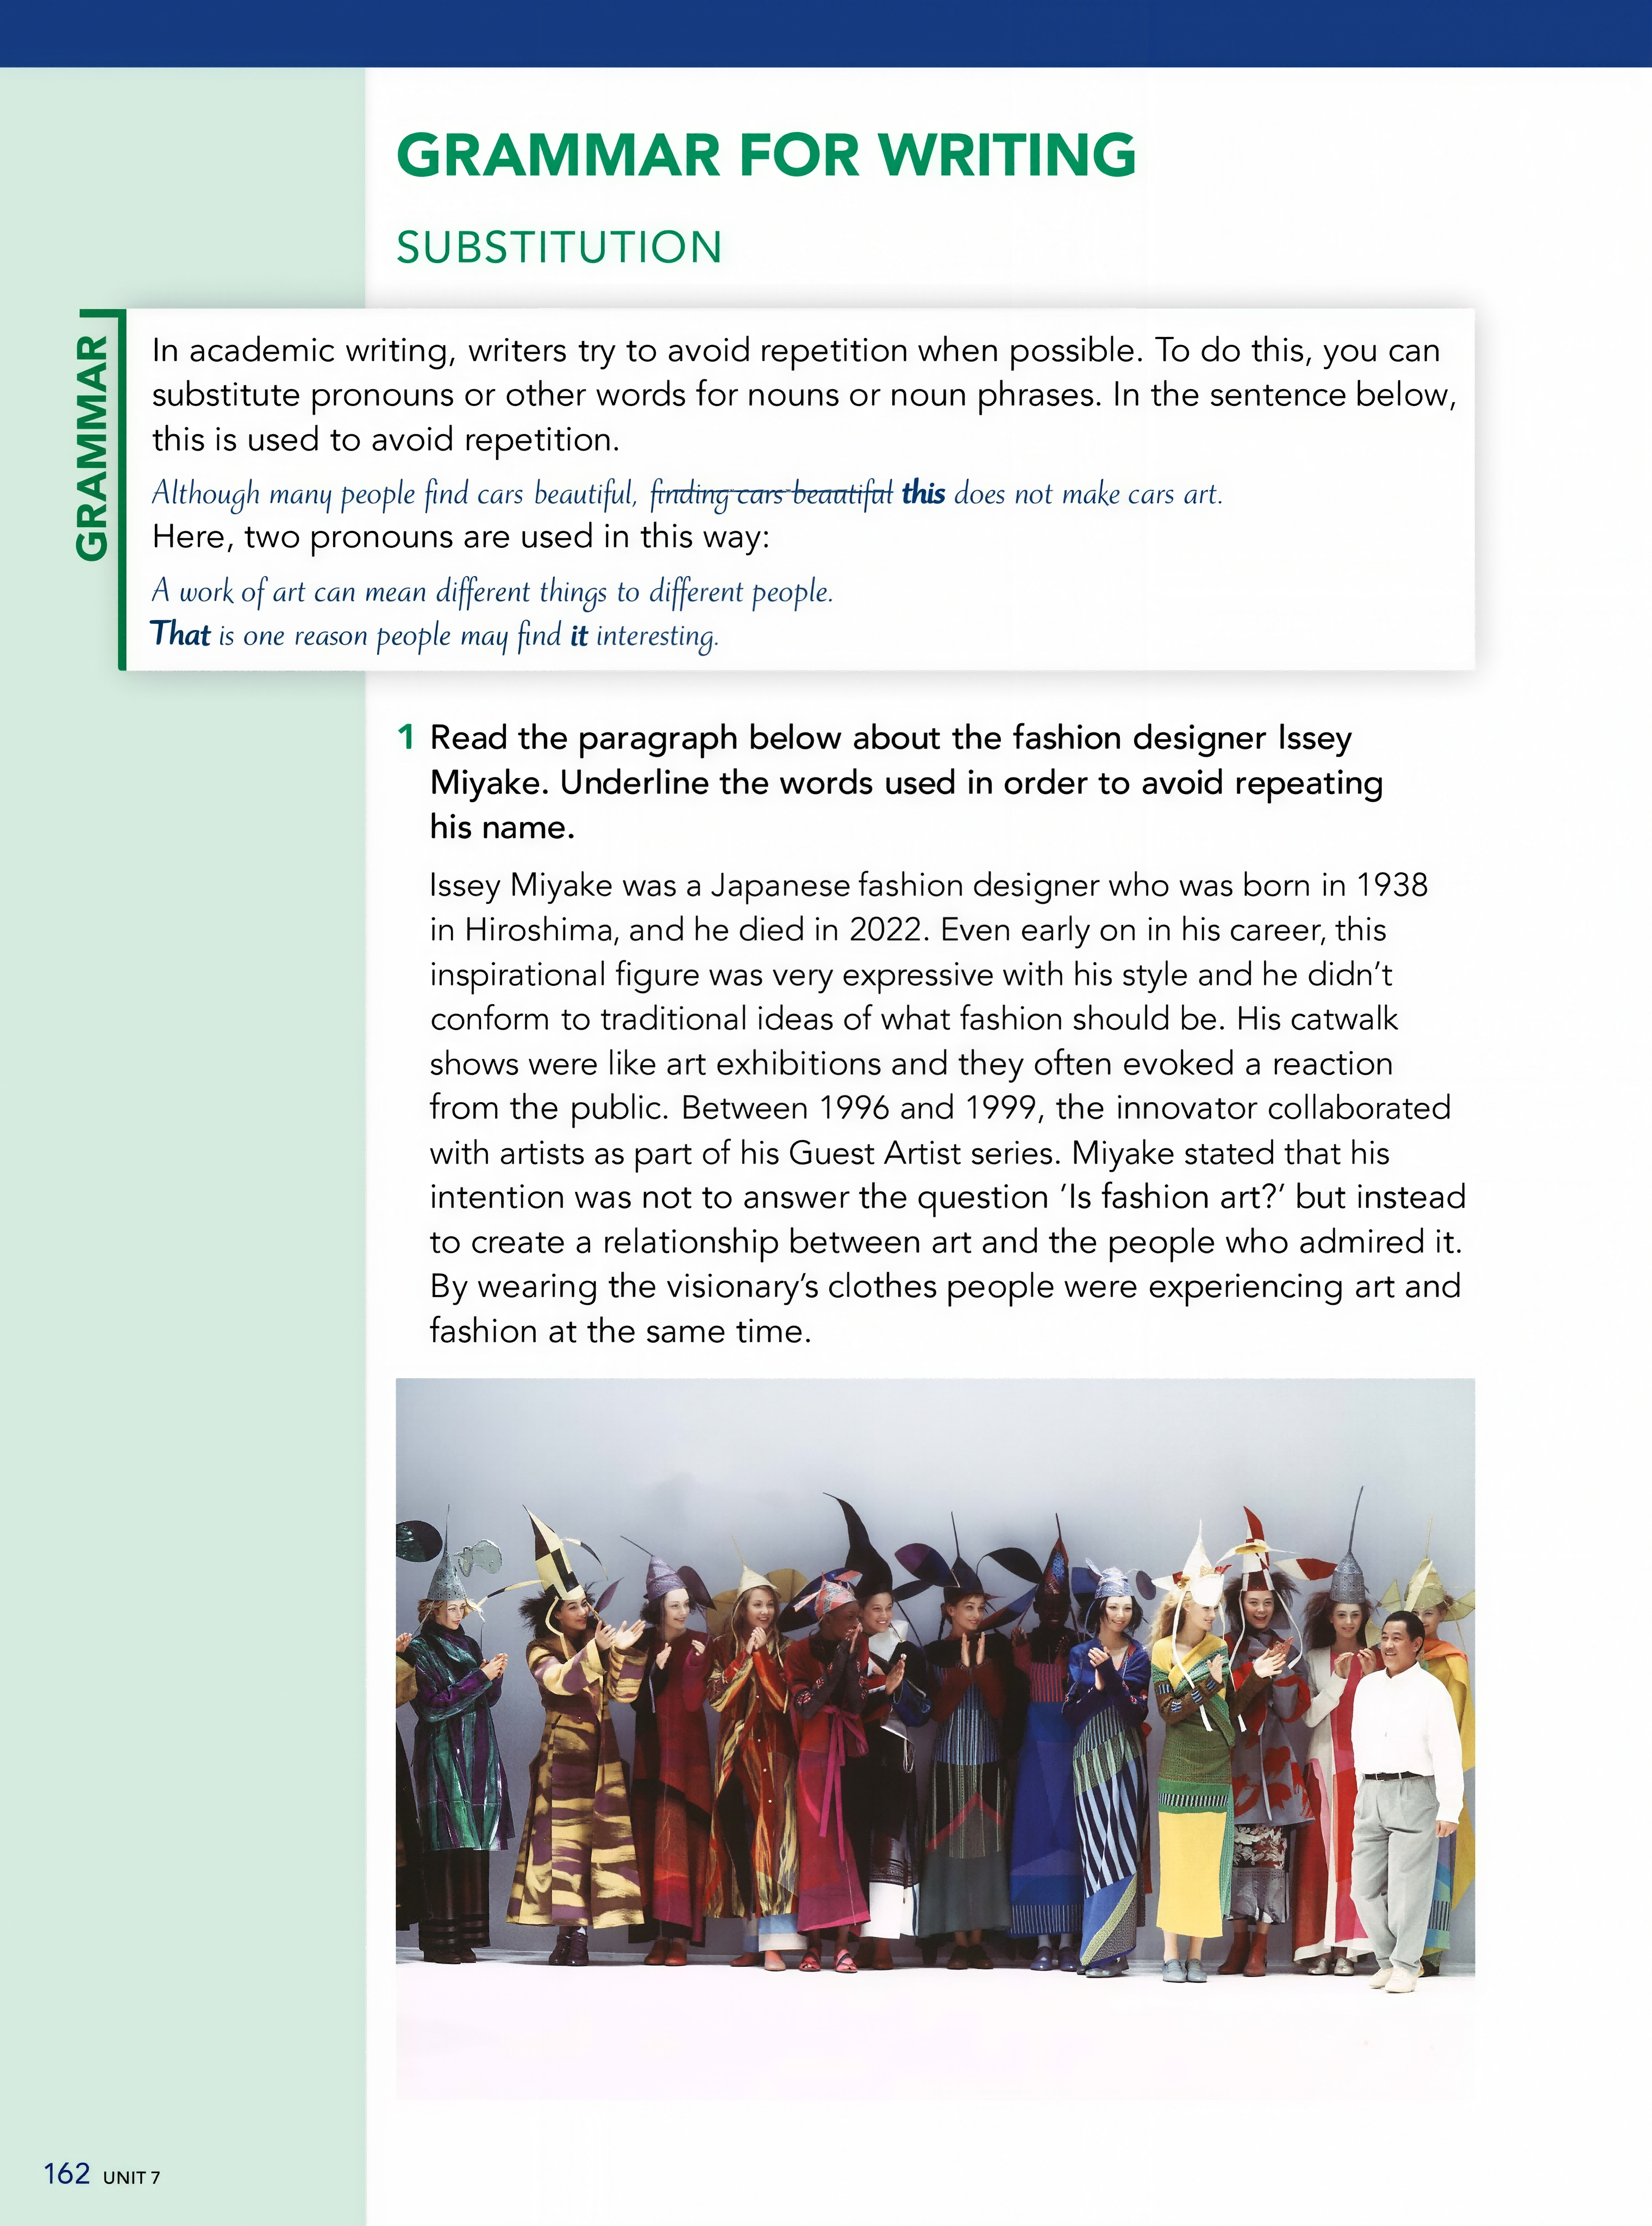 GRAMMAR FOR WRITING
SUBSTITUTION
GRAMMAR
In academic writing, writers try to avoid repetition when possible. To do this, you can
substitute pronouns or other words for nouns or noun phrases. In the sentence below,
this is used to avoid repetition.
Although many people find cars beautiful, finding cars beautiful this does not make cars art.
Here, two pronouns are used in this way:
A work of art can mean different things to different people.
That is one reason people may find it interesting.
1 Read the paragraph below about the fashion designer Issey
Miyake. Underline the words used in order to avoid repeating
his name.
Issey Miyake was a Japanese fashion designer who was born in 1938
in Hiroshima, and he died in 2022. Even early on in his career, this
inspirational figure was very expressive with his style and he didn't
conform to traditional ideas of what fashion should be. His catwalk
shows were like art exhibitions and they often evoked a reaction
from the public. Between 1996 and 1999, the innovator collaborated
with artists as part of his Guest Artist series. Miyake stated that his
intention was not to answer the question ‘Is fashion art?’ but instead
to create a relationship between art and the people who admired it.
By wearing the visionary’s clothes people were experiencing art and
fashion at the same time.
162 UNIT 7